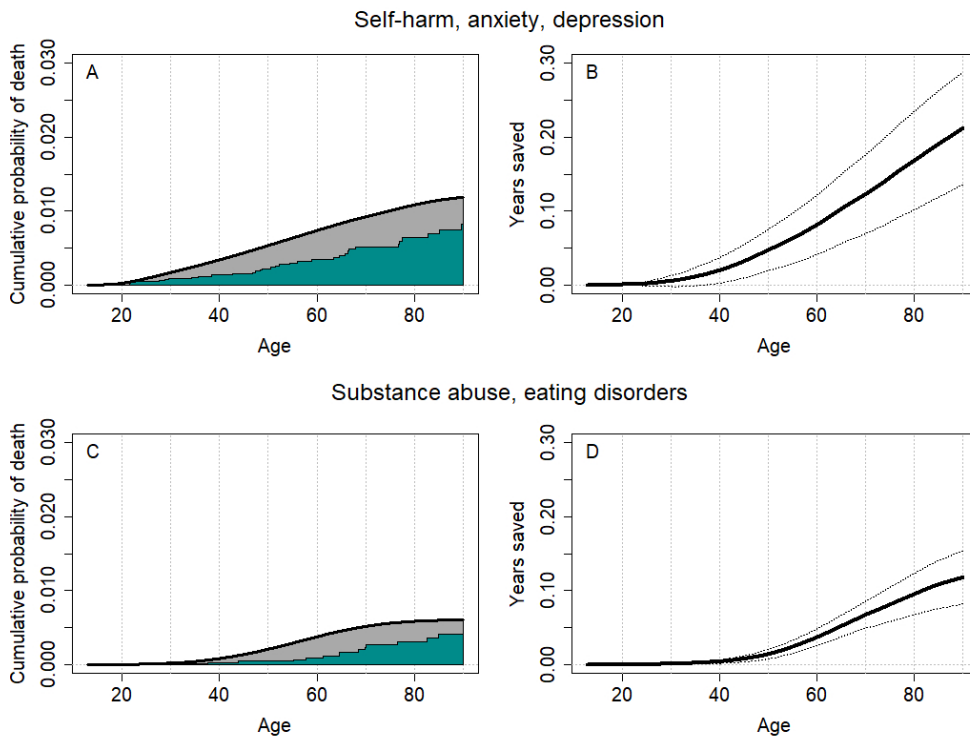 Self-harm, anxiety, depression
A
Cumulative probability of death
0.000 0.010 0.020 0.030
20 40 60 80
Age
B
Years saved
0.00 0.10 0.20 0.30
20 40 60 80
Age
Substance abuse, eating disorders
C
Cumulative probability of death
0.000 0.010 0.020 0.030
20 40 60 80
Age
D
Years saved
0.00 0.10 0.20 0.30
20 40 60 80
Age